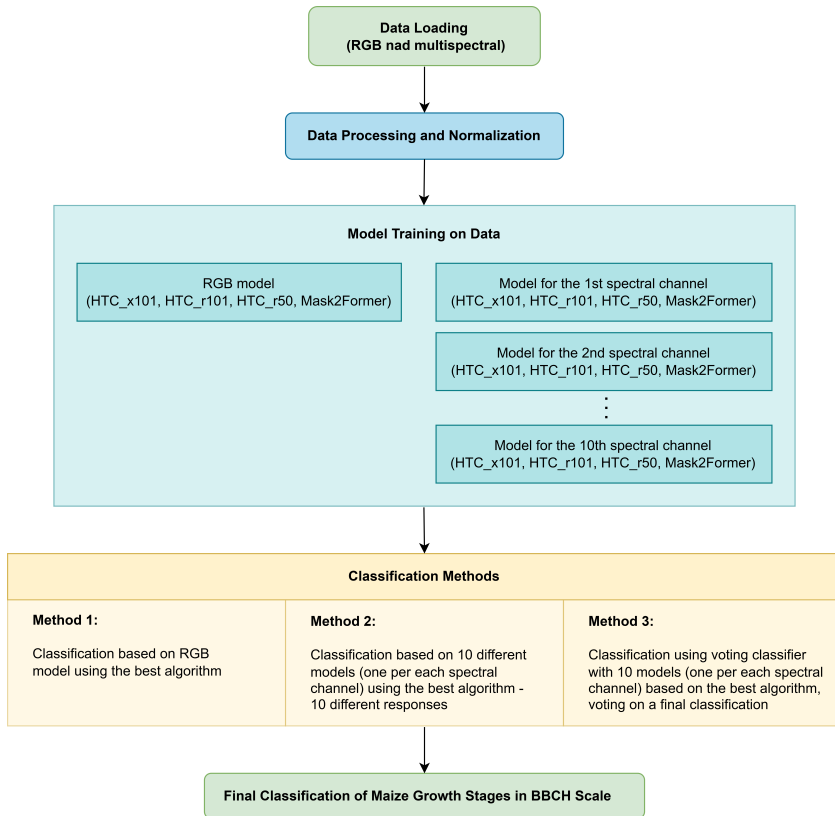 Data Loading
(RGB nad multispectral)
Data Processing and Normalization
Model Training on Data
RGB model
(HTC_x101, HTC_r101, HTC_r50, Mask2Former)
Model for the 1st spectral channel
(HTC_x101, HTC_r101, HTC_r50, Mask2Former)
Model for the 2nd spectral channel
(HTC_x101, HTC_r101, HTC_r50, Mask2Former)
Model for the 10th spectral channel
(HTC_x101, HTC_r101, HTC_r50, Mask2Former)
Classification Methods
Method 1:
Classification based on RGB
model using the best algorithm
Method 2:
Classification based on 10 different
models (one per each spectral
channel) using the best algorithm -
10 different responses
Method 3:
Classification using voting classifier
with 10 models (one per each spectral
channel) based on the best algorithm,
voting on a final classification
Final Classification of Maize Growth Stages in BBCH Scale